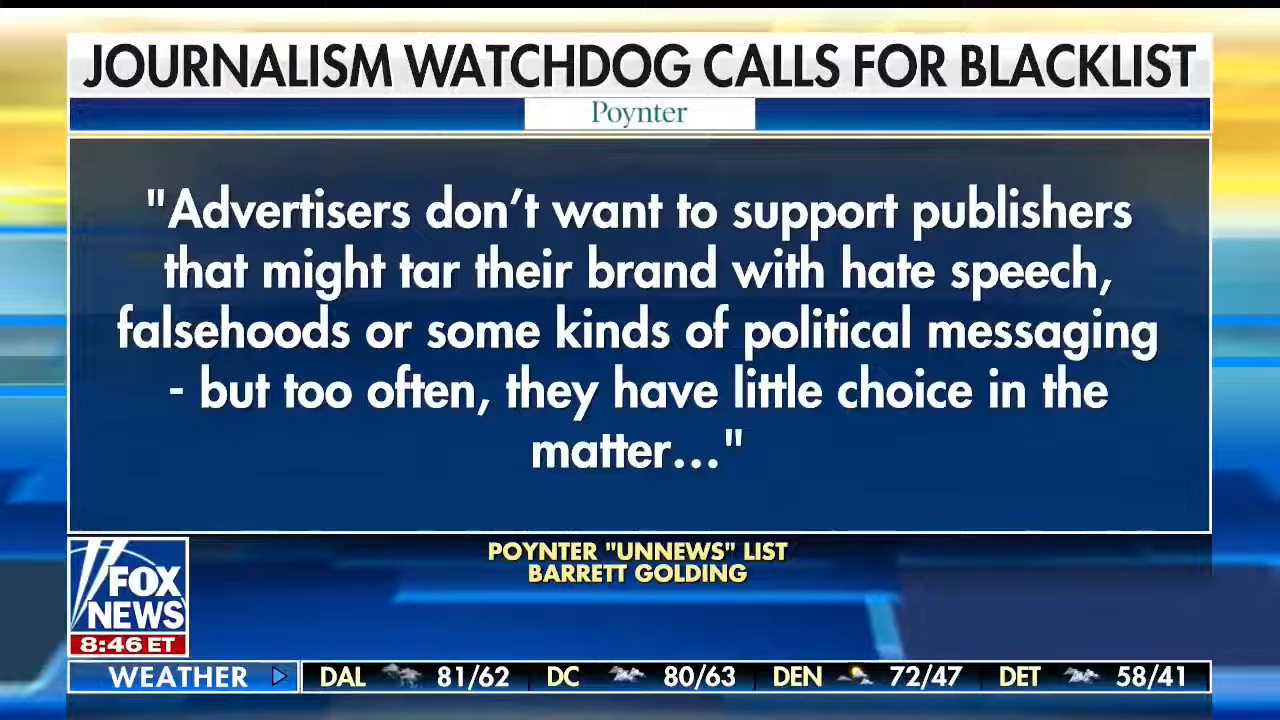 JOURNALISM WATCHDOG CALLS FOR BLACKLIST
Poynter
"Advertisers don’t want to support publishers
that might tar their brand with hate speech,
falsehoods or some kinds of political messaging
- but too often, they have little choice in the
matter..."
POYNTER "UNNEWS" LIST
BARRETT GOLDING
FOX
NEWS
8:46 ET
WEATHER DAL 81/62 DC 80/63 DEN 72/47 DET 58/41